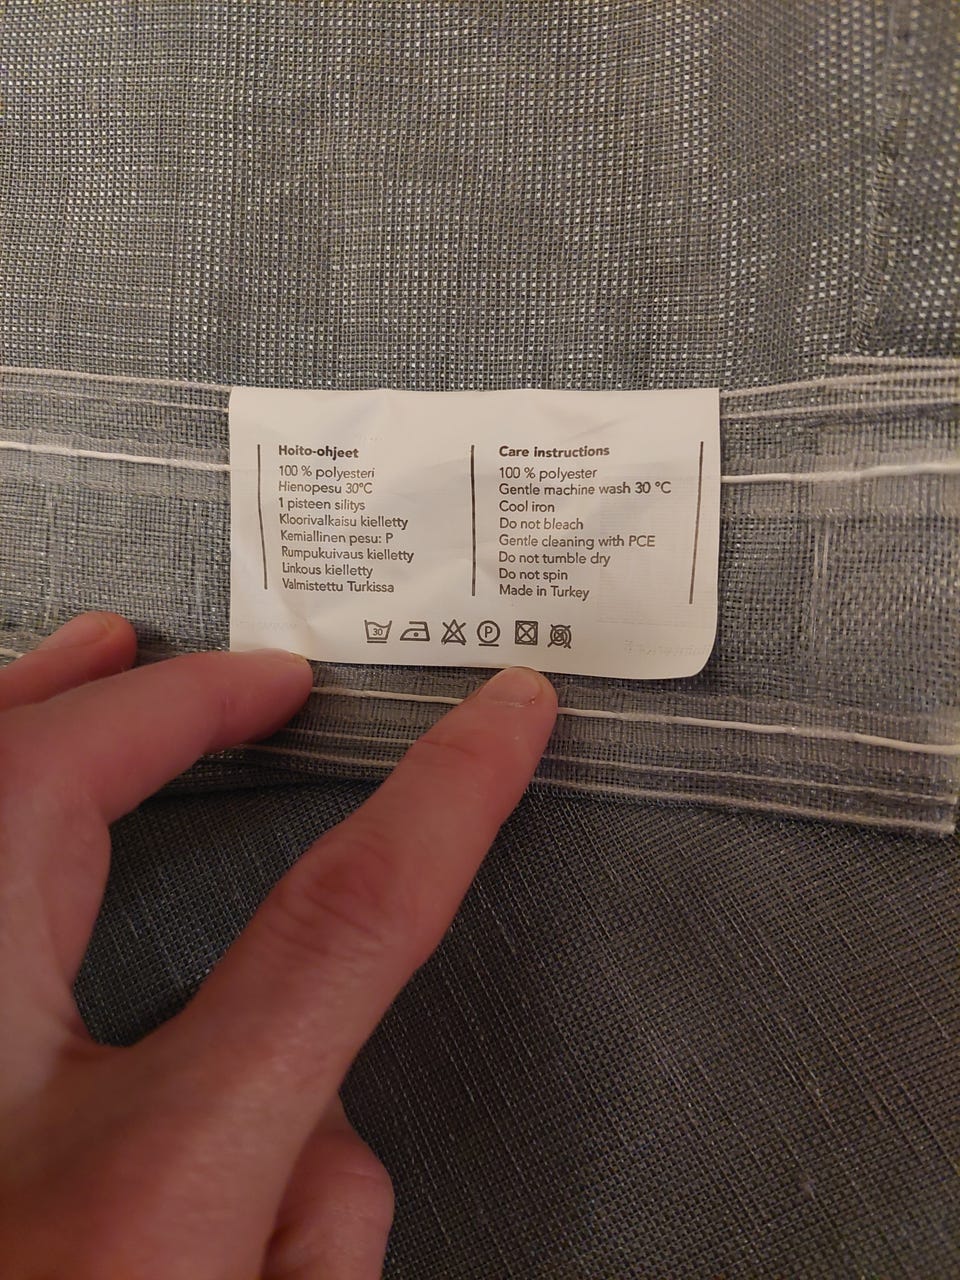 Hoito-ohjeet
100 % polyesteri
Hienopesu 30°C
1 pisteen silitys
Kloorivalkaisu kielletty
Kemiallinen pesu: P
Rumpukuivaus kielletty
Linkous kielletty
Valmistettu Turkissa
Care instructions
100 % polyester
Gentle machine wash 30 °C
Cool iron
Do not bleach
Gentle cleaning with PCE
Do not tumble dry
Do not spin
Made in Turkey
30 P